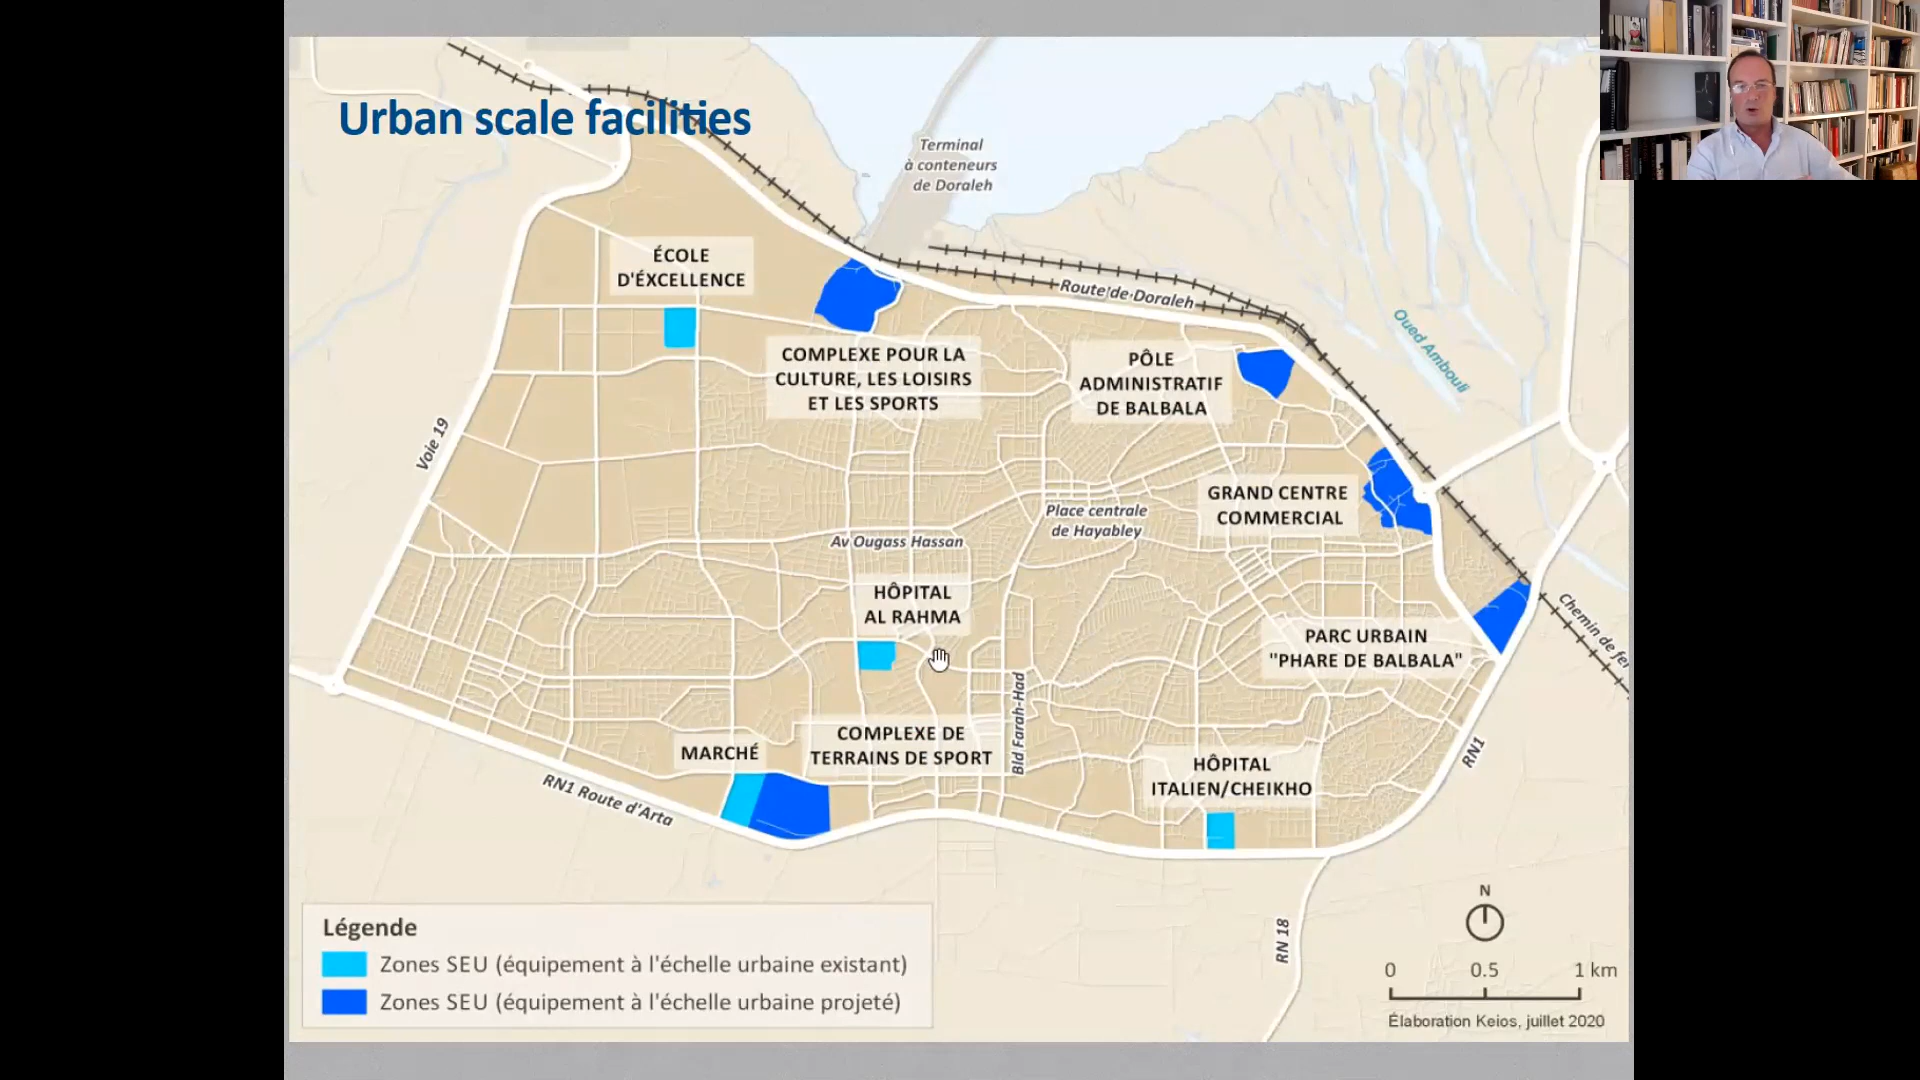 Urban scale facilities
Terminal
à conteneurs
de Doraleh
ÉCOLE
D'ÉXCELLENCE
Route de Doraleh
Oued Ambouli
COMPLEXE POUR LA
CULTURE, LES LOISIRS
ET LES SPORTS
PÔLE
ADMINISTRATIF
DE BALBALA
Voie 19
GRAND CENTRE
COMMERCIAL
Place centrale
de Hayabley
Av Ougass Hassan
HÔPITAL
AL RAHMA
Chemin de fer
PARC URBAIN
"PHARE DE BALBALA"
Bld Farah-Had
MARCHÉ
COMPLEXE DE
TERRAINS DE SPORT
RN1
HÔPITAL
ITALIEN/CHEIKHO
RN1 Route d'Arta
RN 18
Légende
Zones SEU (équipement à l'échelle urbaine existant)
Zones SEU (équipement à l'échelle urbaine projeté)
N
0 0.5 1 km
Élaboration Keios, juillet 2020